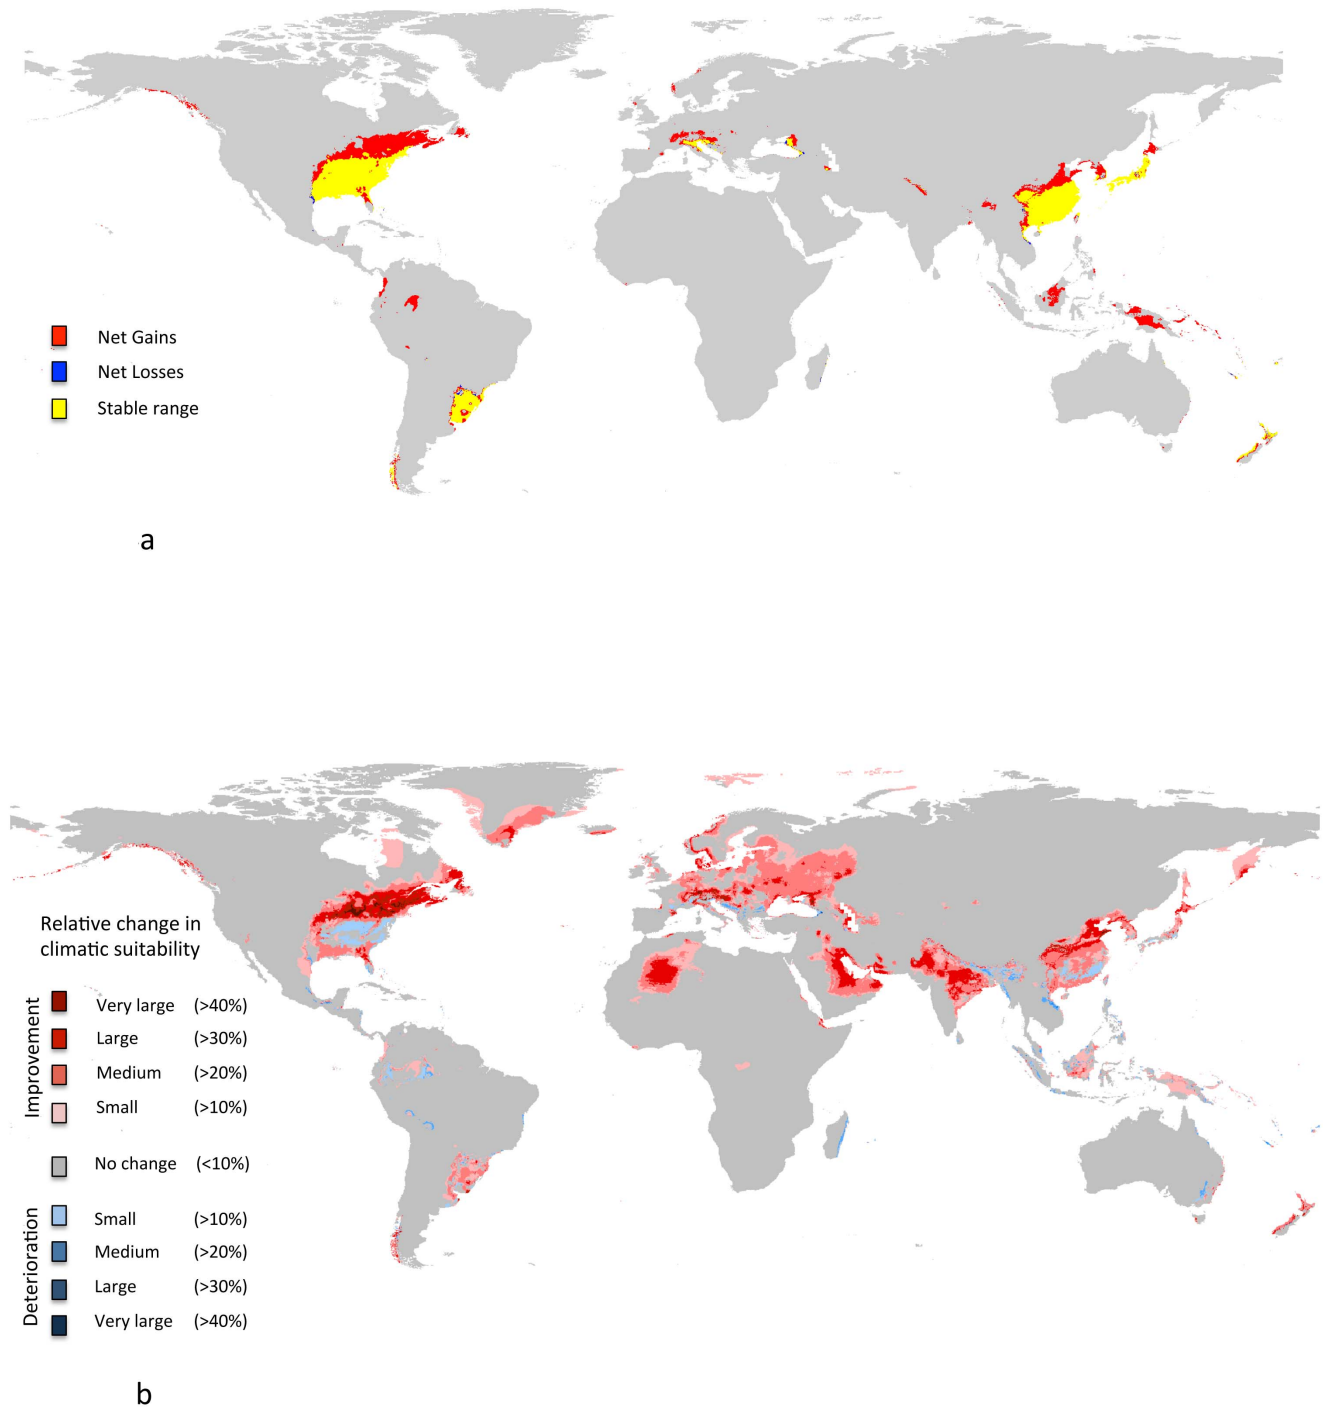 Net Gains
Net Losses
Stable range
a
Relative change in
climatic suitability
Improvement
Very large (>40%)
Large (>30%)
Medium (>20%)
Small (>10%)
No change (<10%)
Deterioration
Small (>10%)
Medium (>20%)
Large (>30%)
Very large (>40%)
b